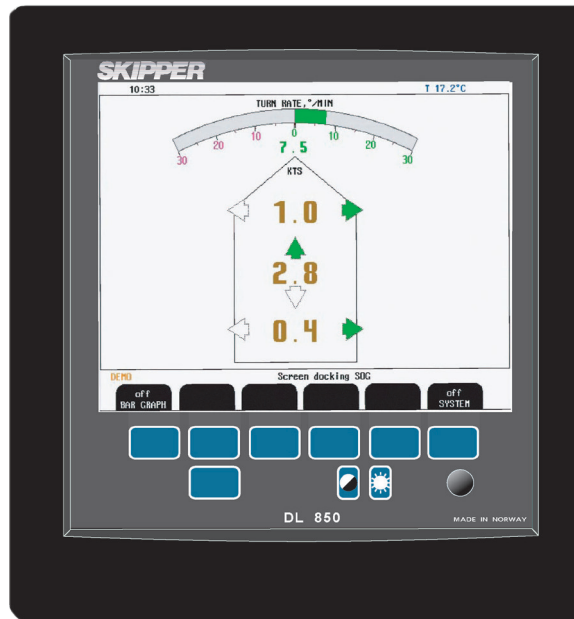 SKIPPER
10:33 T 17.2°C
TURN RATE,°/MIN
30 20 10 0 10 20 30
7.5
KTS
1.0
2.8
0.4
DEMO Screen docking SOG
off off
BAR GRAPH SYSTEM
DL 850 MADE IN NORWAY